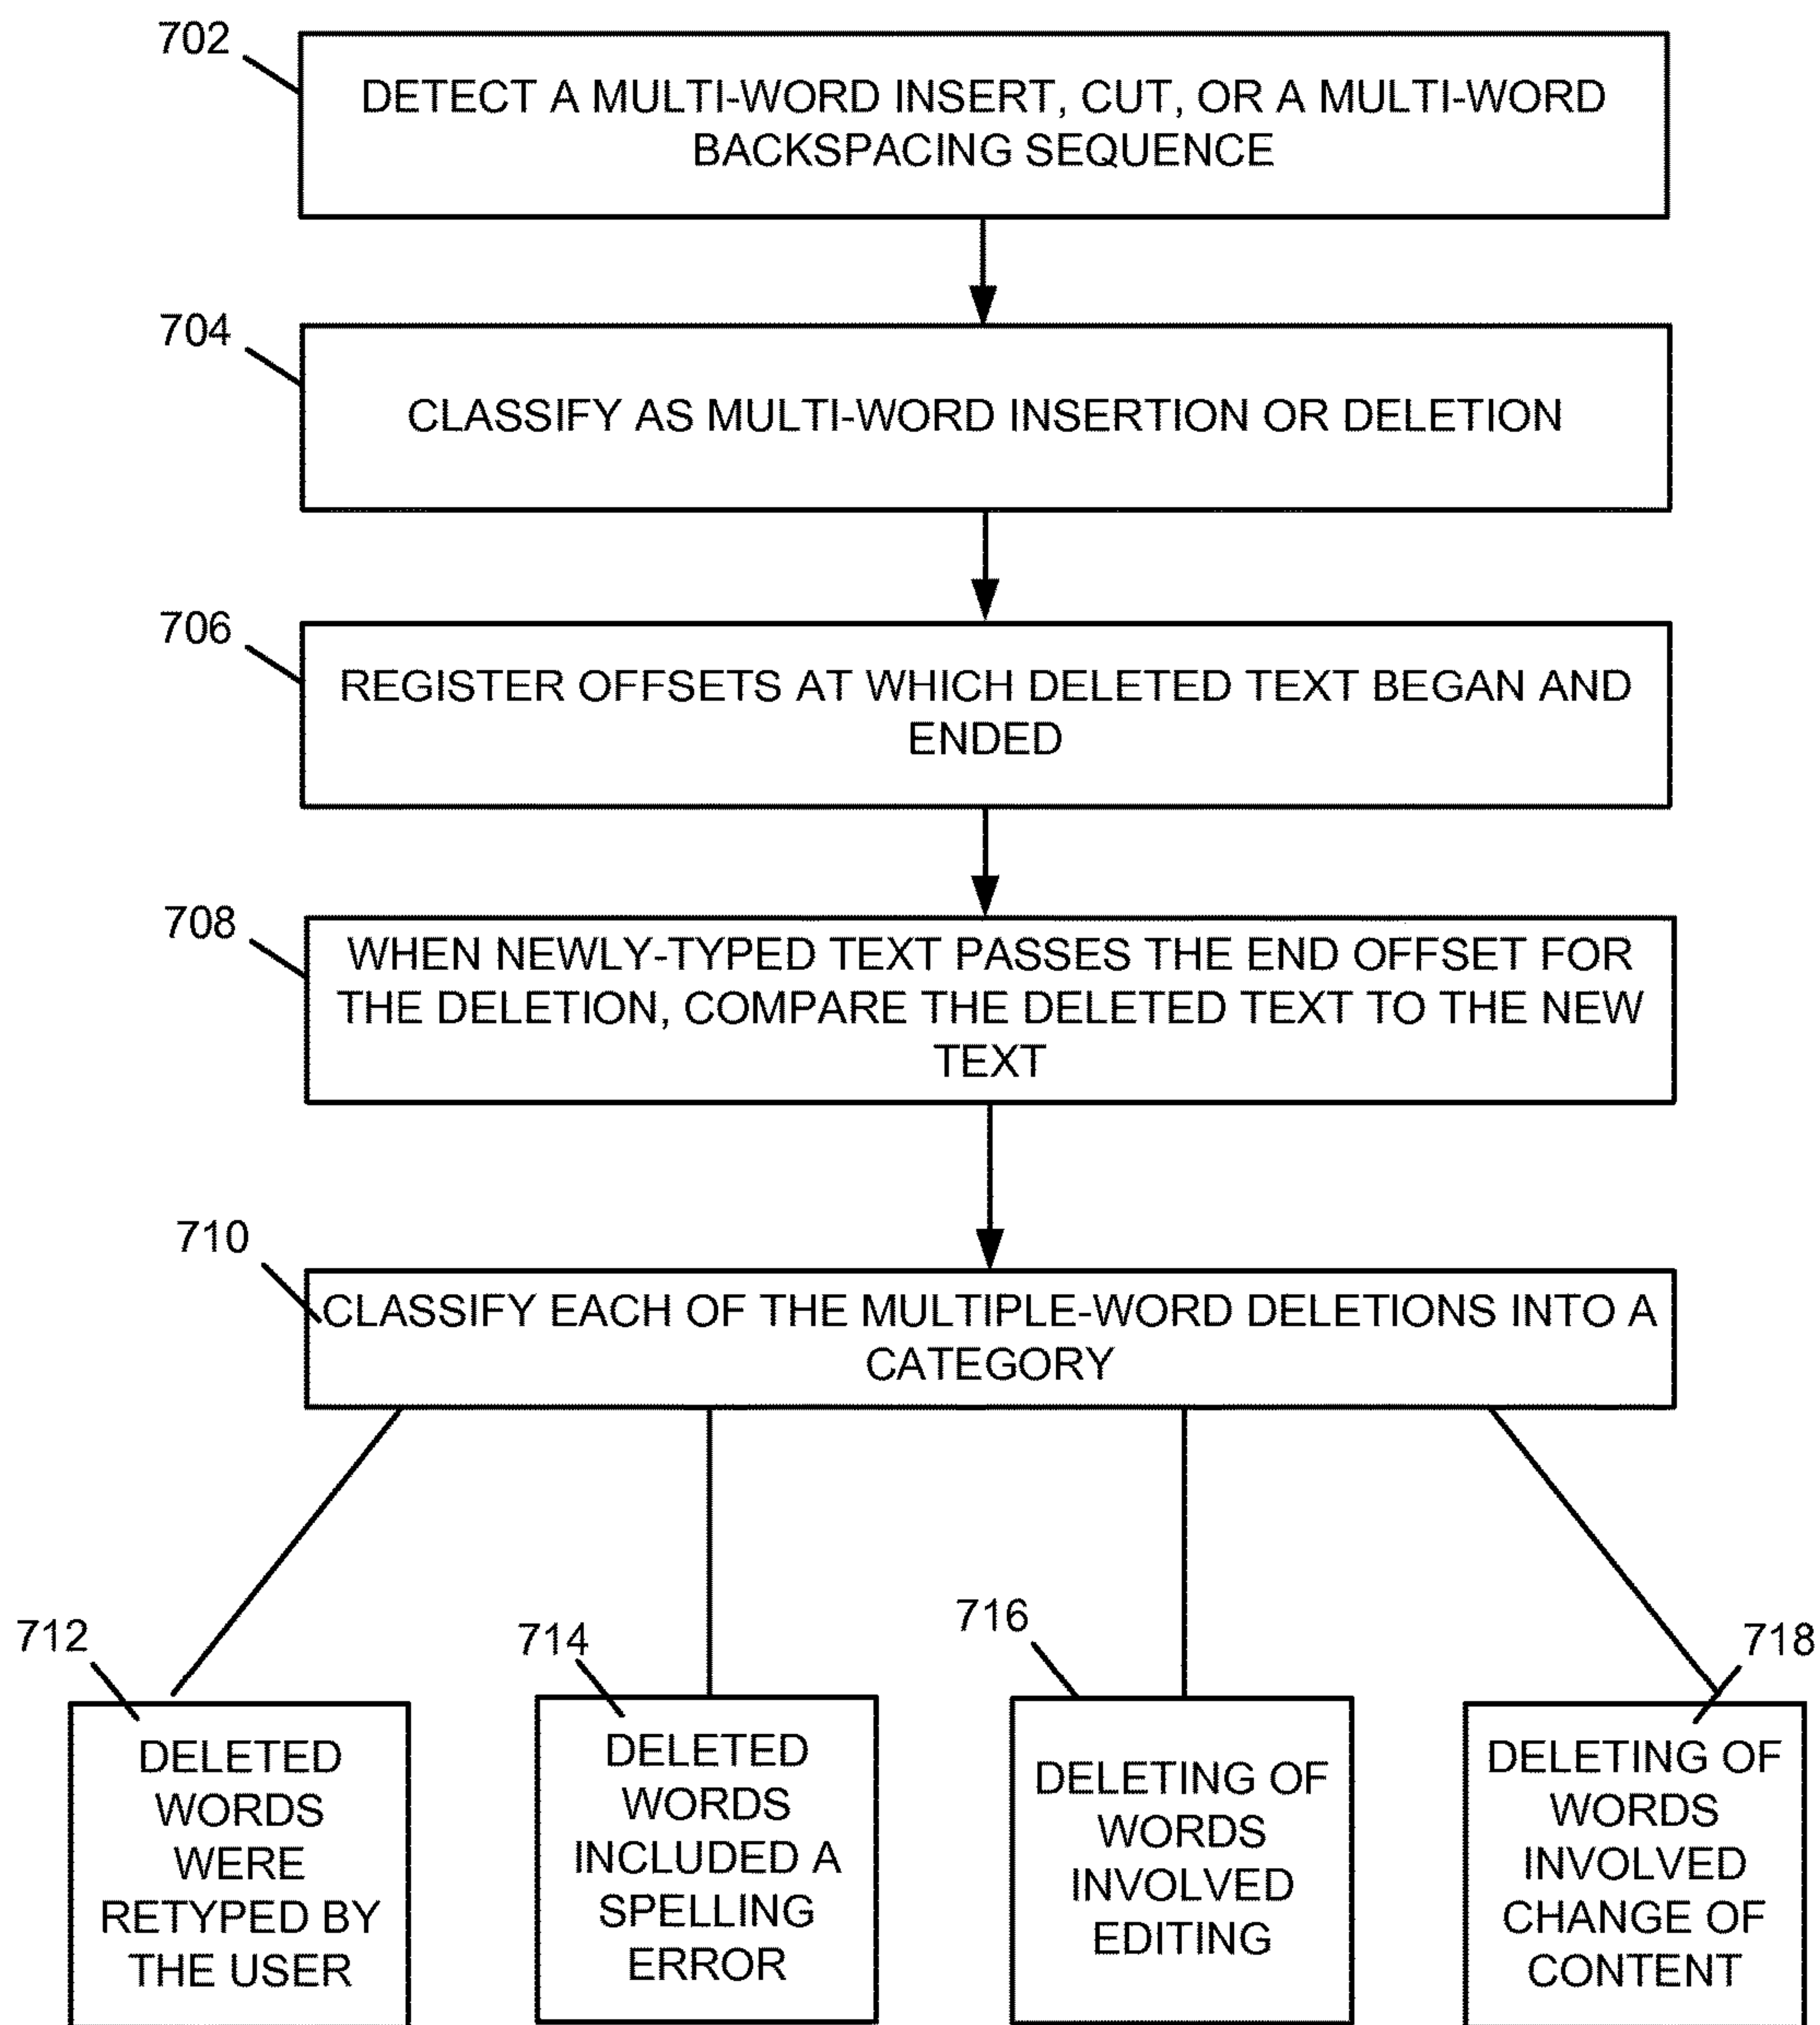 702
DETECT A MULTI-WORD INSERT, CUT, OR A MULTI-WORD
BACKSPACING SEQUENCE
704
CLASSIFY AS MULTI-WORD INSERTION OR DELETION
706
REGISTER OFFSETS AT WHICH DELETED TEXT BEGAN AND
ENDED
708
WHEN NEWLY-TYPED TEXT PASSES THE END OFFSET FOR
THE DELETION, COMPARE THE DELETED TEXT TO THE NEW
TEXT
710
CLASSIFY EACH OF THE MULTIPLE-WORD DELETIONS INTO A
CATEGORY
712
DELETED
WORDS
WERE
RETYPED BY
THE USER
714
DELETED
WORDS
INCLUDED A
SPELLING
ERROR
716
DELETING OF
WORDS
INVOLVED
EDITING
718
DELETING OF
WORDS
INVOLVED
CHANGE OF
CONTENT